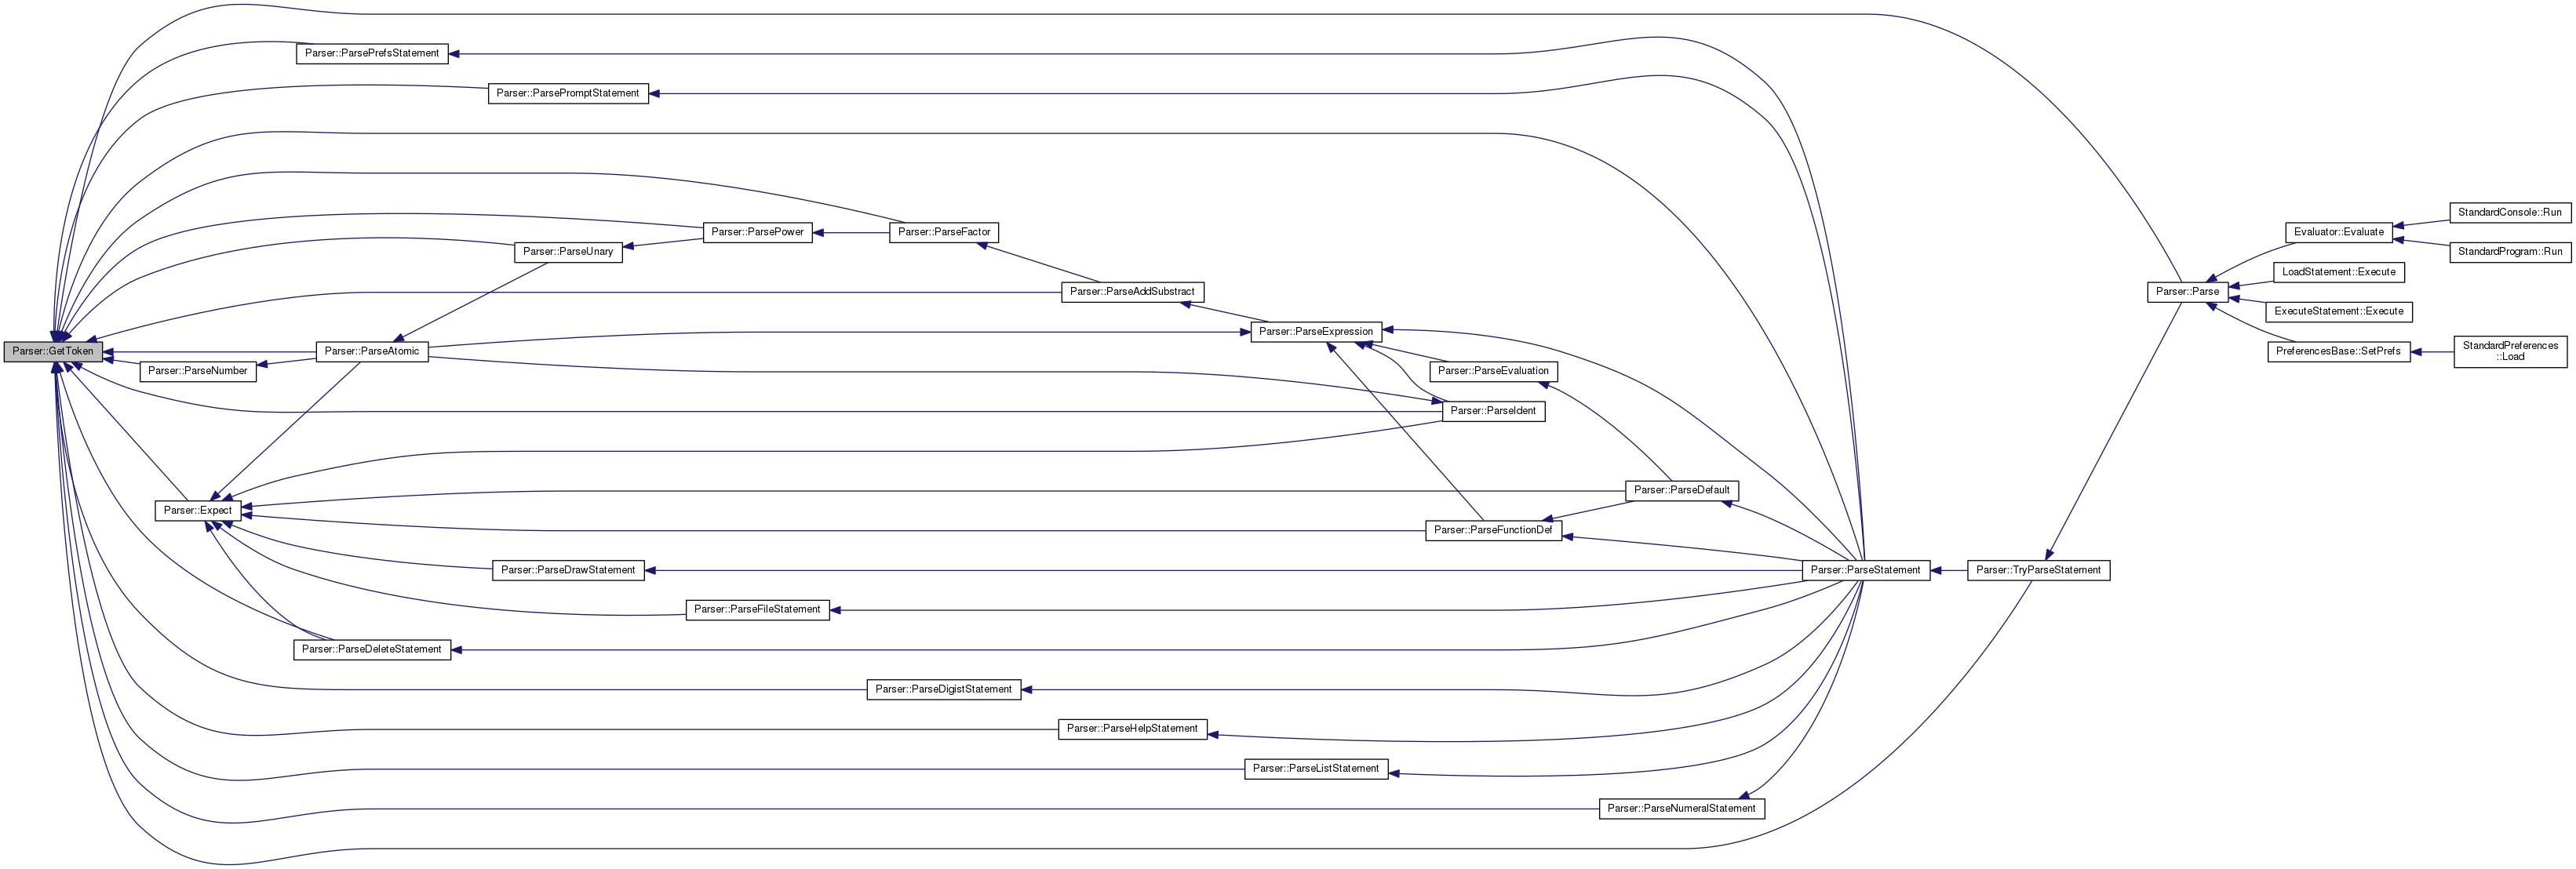 Parser::GetToken
Parser::ParsePrefsStatement
Parser::ParsePromptStatement
Parser::ParseNumber
Parser::ParseAtomic
Parser::ParseUnary
Parser::ParsePower
Parser::ParseFactor
Parser::ParseAddSubstract
Parser::ParseExpression
Parser::ParseEvaluation
Parser::ParseIdent
Parser::Expect
Parser::ParseDefault
Parser::ParseFunctionDef
Parser::ParseDrawStatement
Parser::ParseFileStatement
Parser::ParseDeleteStatement
Parser::ParseDigistStatement
Parser::ParseHelpStatement
Parser::ParseListStatement
Parser::ParseNumeralStatement
Parser::ParseStatement
Parser::TryParseStatement
Parser::Parse
Evaluator::Evaluate
LoadStatement::Execute
ExecuteStatement::Execute
PreferencesBase::SetPrefs
StandardConsole::Run
StandardProgram::Run
StandardPreferences
::Load